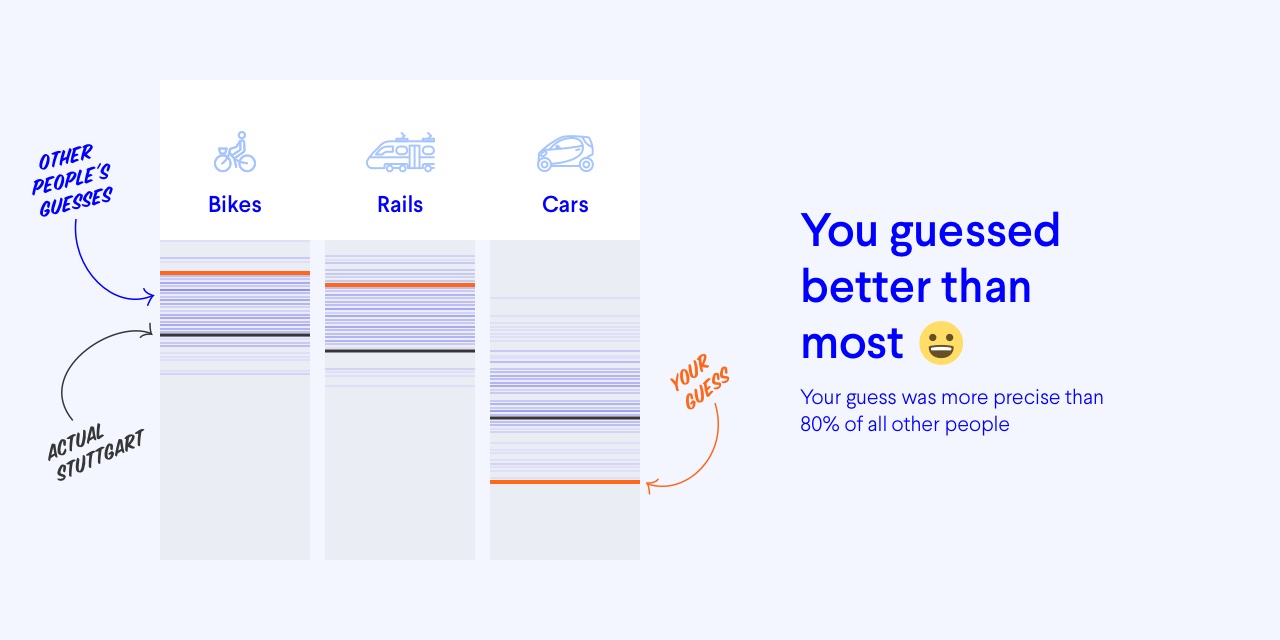 OTHER
PEOPLE'S
GUESSES
Bikes
Rails
Cars
ACTUAL
STUTTGART
YOUR
GUESS
You guessed
better than
most 😀
Your guess was more precise than
80% of all other people